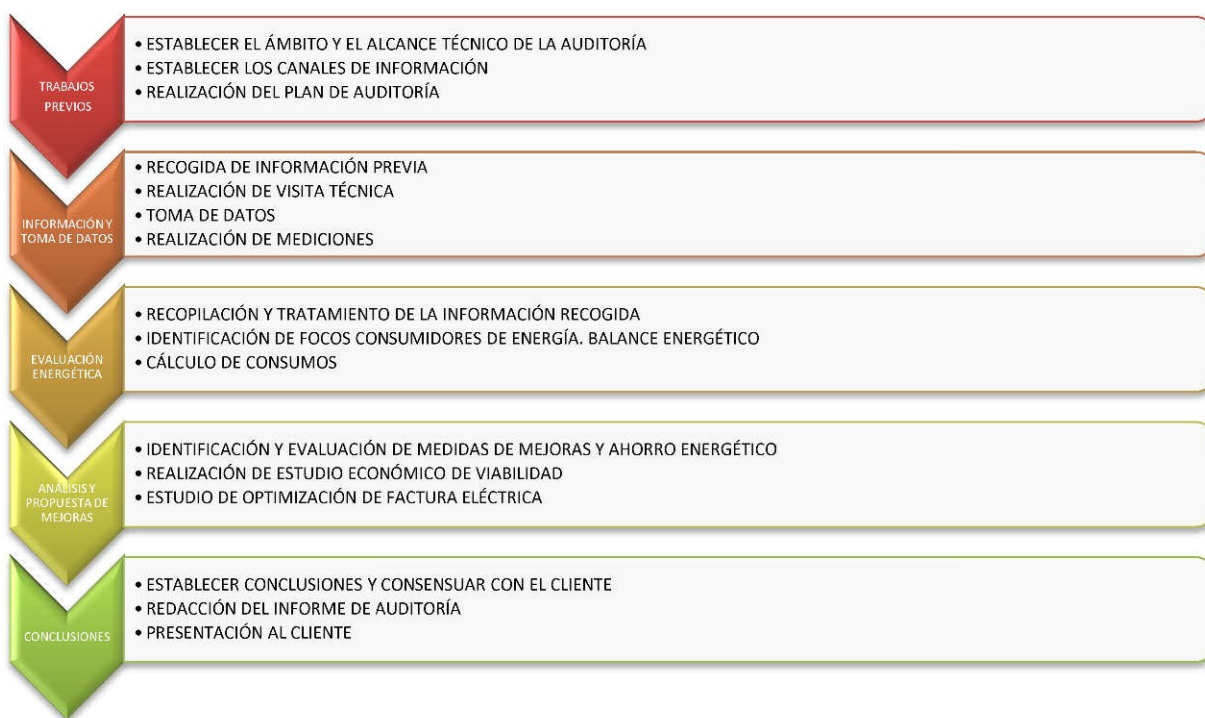 TRABAJOS
PREVIOS
• ESTABLECER EL ÁMBITO Y EL ALCANCE TÉCNICO DE LA AUDITORÍA
• ESTABLECER LOS CANALES DE INFORMACIÓN
• REALIZACIÓN DEL PLAN DE AUDITORÍA
INFORMACIÓN Y
TOMA DE DATOS
• RECOGIDA DE INFORMACIÓN PREVIA
• REALIZACIÓN DE VISITA TÉCNICA
• TOMA DE DATOS
• REALIZACIÓN DE MEDICIONES
EVALUACIÓN
ENERGÉTICA
• RECOPILACIÓN Y TRATAMIENTO DE LA INFORMACIÓN RECOGIDA
• IDENTIFICACIÓN DE FOCOS CONSUMIDORES DE ENERGÍA. BALANCE ENERGÉTICO
• CÁLCULO DE CONSUMOS
ANÁLISIS Y
PROPUESTA DE
MEJORAS
• IDENTIFICACIÓN Y EVALUACIÓN DE MEDIDAS DE MEJORAS Y AHORRO ENERGÉTICO
• REALIZACIÓN DE ESTUDIO ECONÓMICO DE VIABILIDAD
• ESTUDIO DE OPTIMIZACIÓN DE FACTURA ELÉCTRICA
CONCLUSIONES
• ESTABLECER CONCLUSIONES Y CONSENSUAR CON EL CLIENTE
• REDACCIÓN DEL INFORME DE AUDITORÍA
• PRESENTACIÓN AL CLIENTE